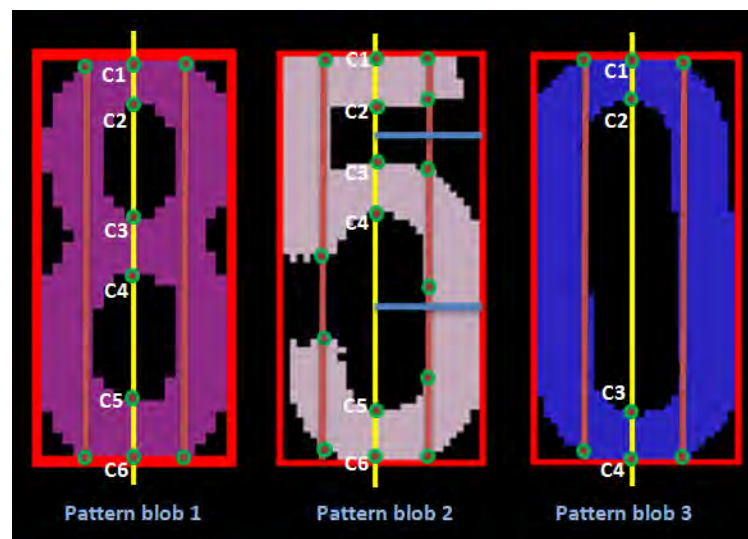 C1
C2
C3
C4
C5
C6
Pattern blob 1
C1
C2
C3
C4
C5
C6
Pattern blob 2
C1
C2
C3
C4
Pattern blob 3